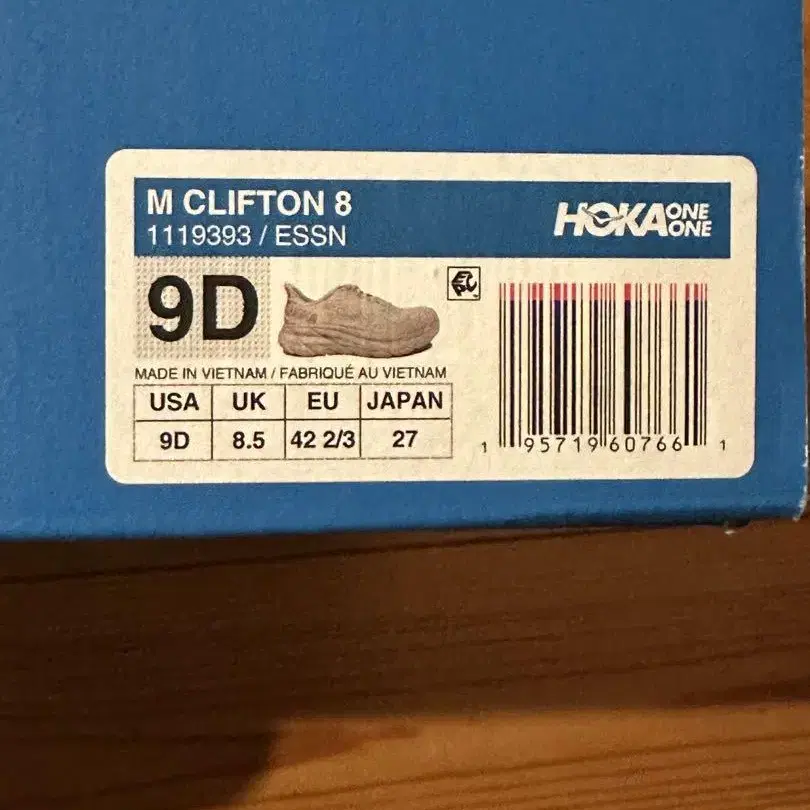 M CLIFTON 8
1119393 / ESSN
HOKA ONE ONE
9D
MADE IN VIETNAM / FABRIQUÉ AU VIETNAM
USA UK EU JAPAN
9D 8.5 42 2/3 27
1 95719 60766 1